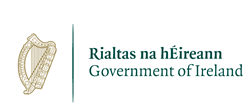 Rialtas na hÉireann
Government of Ireland